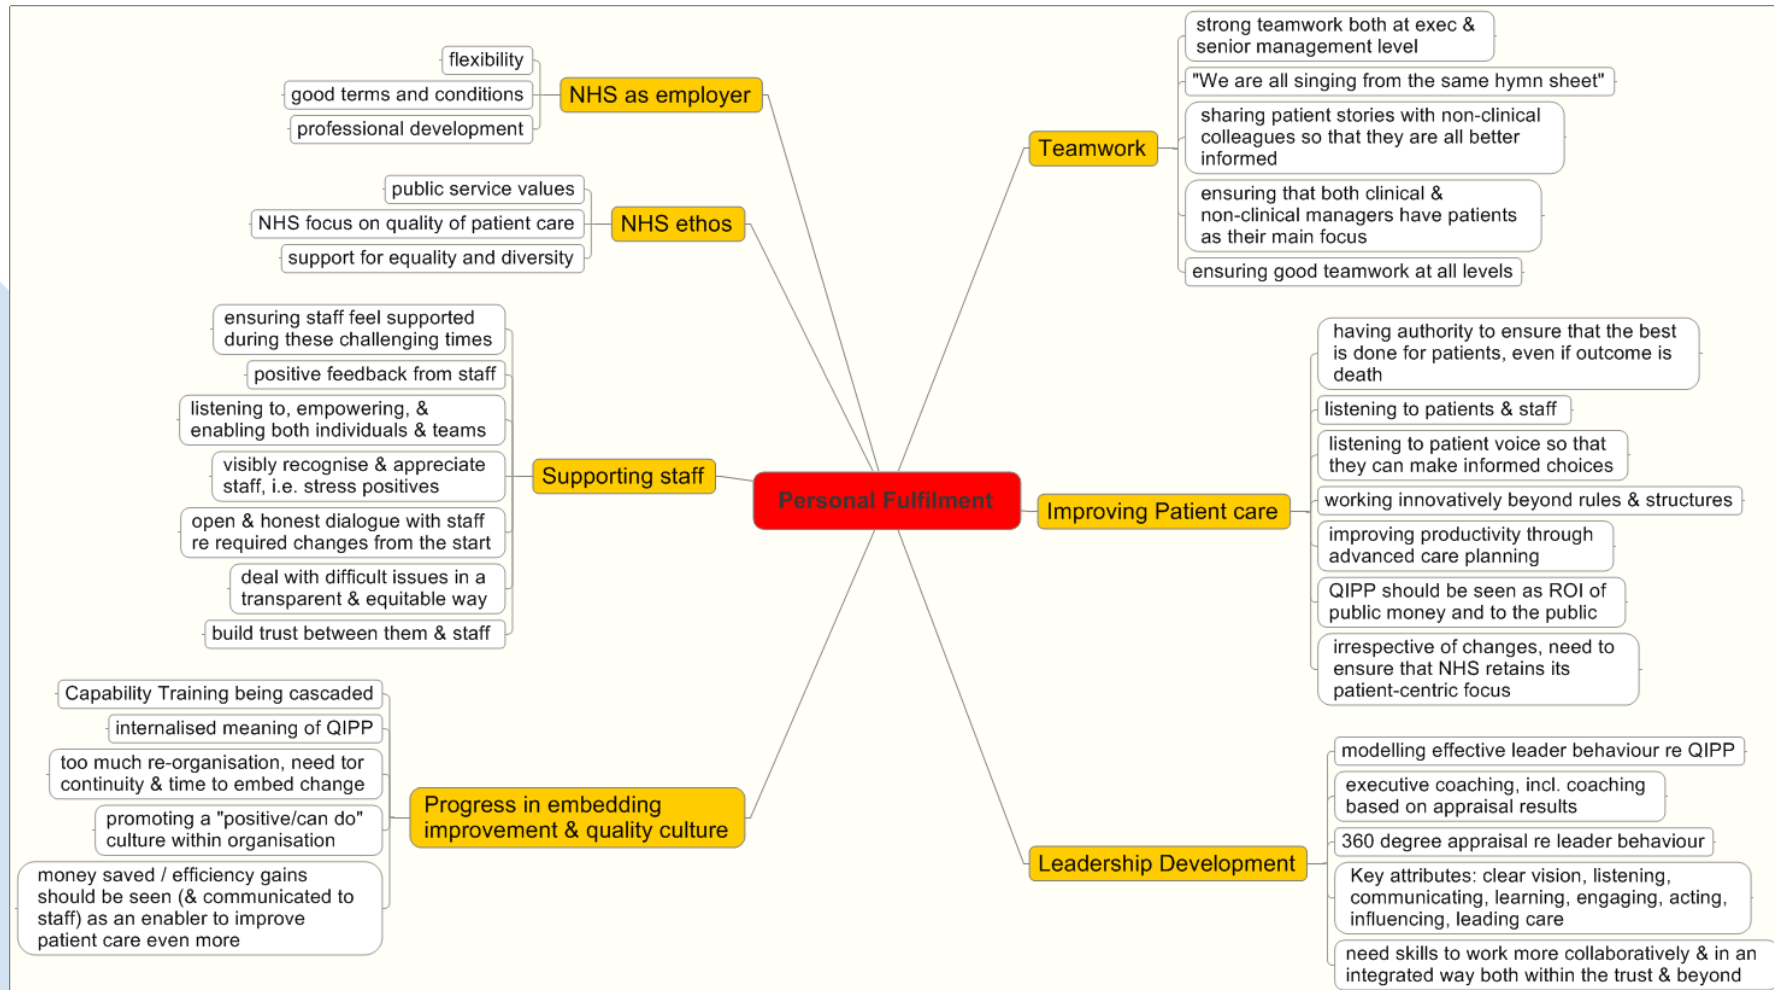 Personal Fulfilment
NHS as employer
flexibility
good terms and conditions
professional development
NHS ethos
public service values
NHS focus on quality of patient care
support for equality and diversity
Supporting staff
ensuring staff feel supported
during these challenging times
positive feedback from staff
listening to, empowering, &
enabling both individuals & teams
visibly recognise & appreciate
staff, i.e. stress positives
open & honest dialogue with staff
re required changes from the start
deal with difficult issues in a
transparent & equitable way
build trust between them & staff
Progress in embedding
improvement & quality culture
Capability Training being cascaded
internalised meaning of QIPP
too much re-organisation, need tor
continuity & time to embed change
promoting a "positive/can do"
culture within organisation
money saved / efficiency gains
should be seen (& communicated to
staff) as an enabler to improve
patient care even more
Teamwork
strong teamwork both at exec &
senior management level
"We are all singing from the same hymn sheet"
sharing patient stories with non-clinical
colleagues so that they are all better
informed
ensuring that both clinical &
non-clinical managers have patients
as their main focus
ensuring good teamwork at all levels
Improving Patient care
having authority to ensure that the best
is done for patients, even if outcome is
death
listening to patients & staff
listening to patient voice so that
they can make informed choices
working innovatively beyond rules & structures
improving productivity through
advanced care planning
QIPP should be seen as ROI of
public money and to the public
irrespective of changes, need to
ensure that NHS retains its
patient-centric focus
Leadership Development
modelling effective leader behaviour re QIPP
executive coaching, incl. coaching
based on appraisal results
360 degree appraisal re leader behaviour
Key attributes: clear vision, listening,
communicating, learning, engaging, acting,
influencing, leading care
need skills to work more collaboratively & in an
integrated way both within the trust & beyond